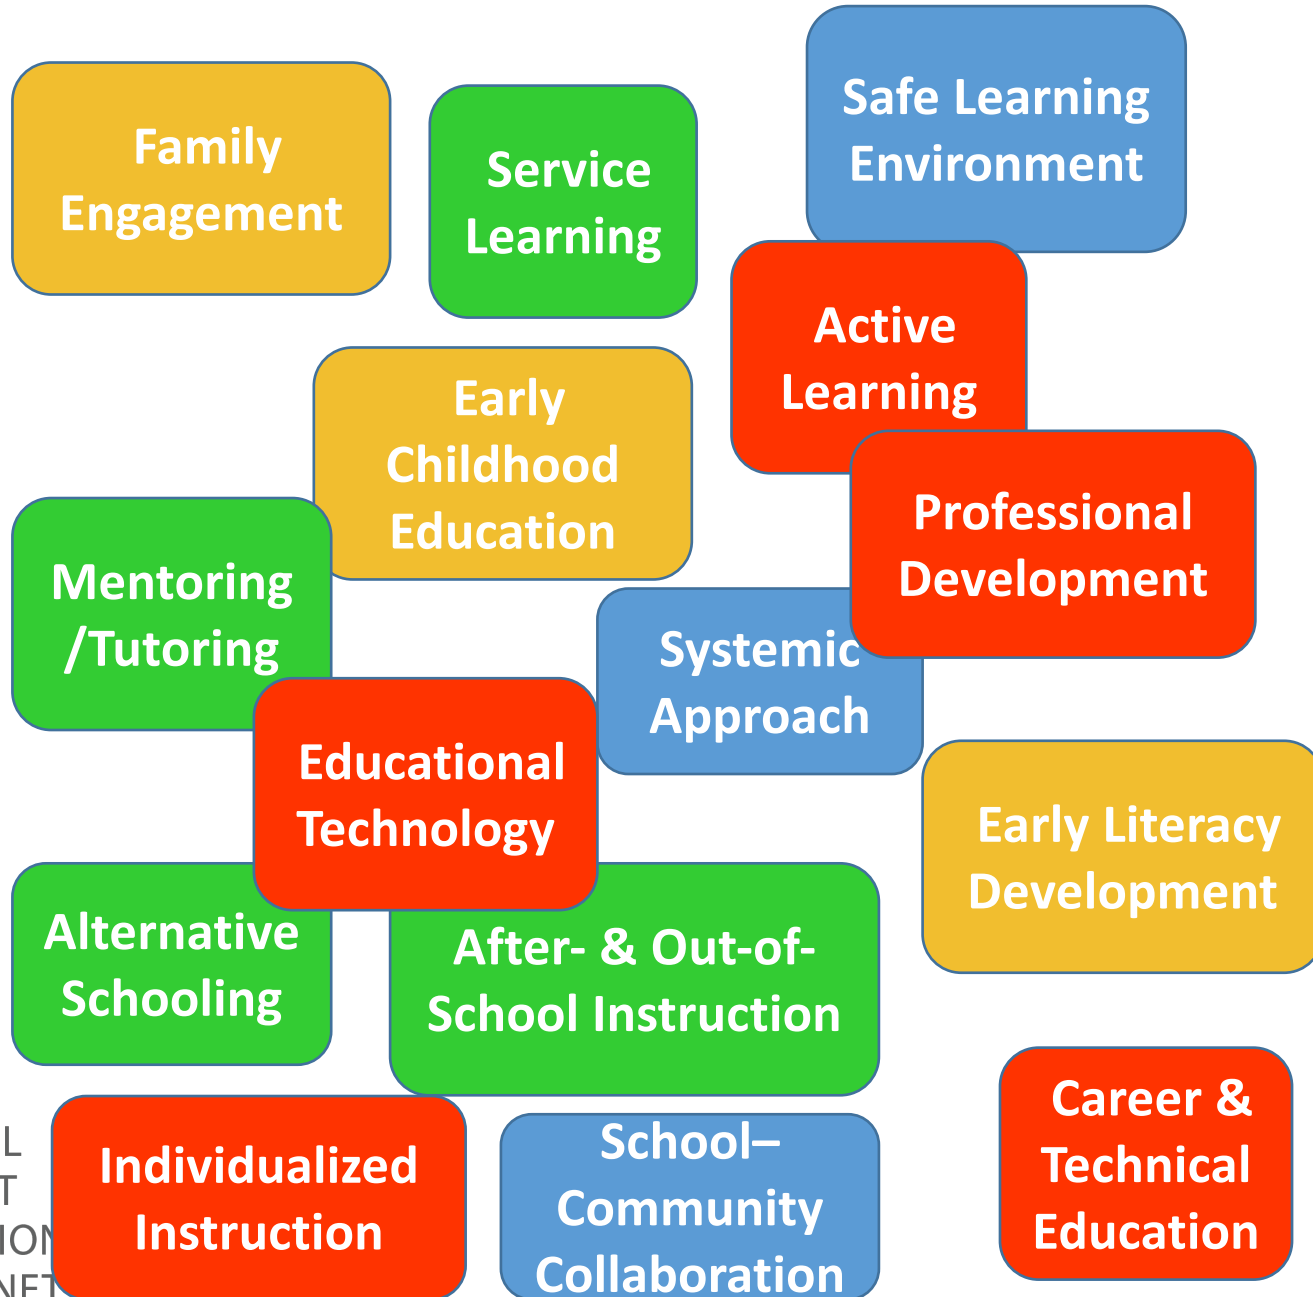 Family
Engagement
Service
Learning
Safe Learning
Environment
Active
Learning
Early
Childhood
Education
Professional
Development
Mentoring
/Tutoring
Systemic
Approach
Educational
Technology
Early Literacy
Development
Alternative
Schooling
After- & Out-of-
School Instruction
Career &
Technical
Education
Individualized
Instruction
School–
Community
Collaboration